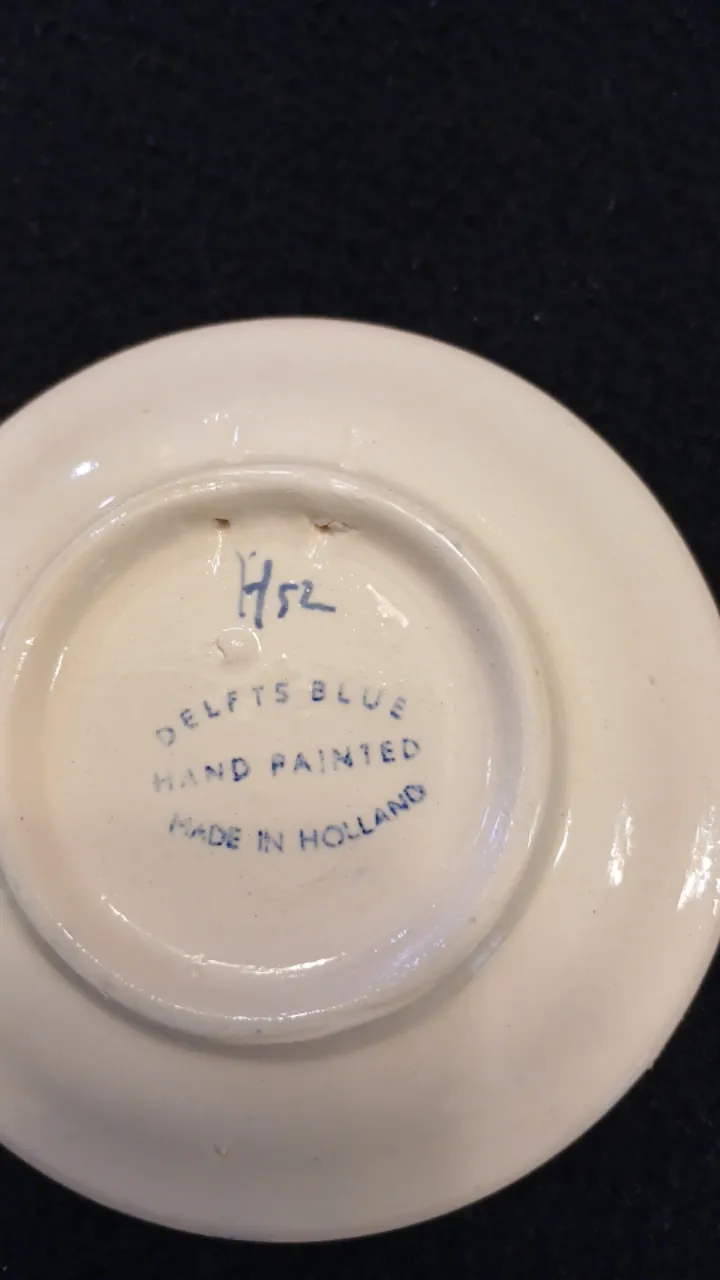 H52
DELFTS BLUE
HAND PAINTED
MADE IN HOLLAND